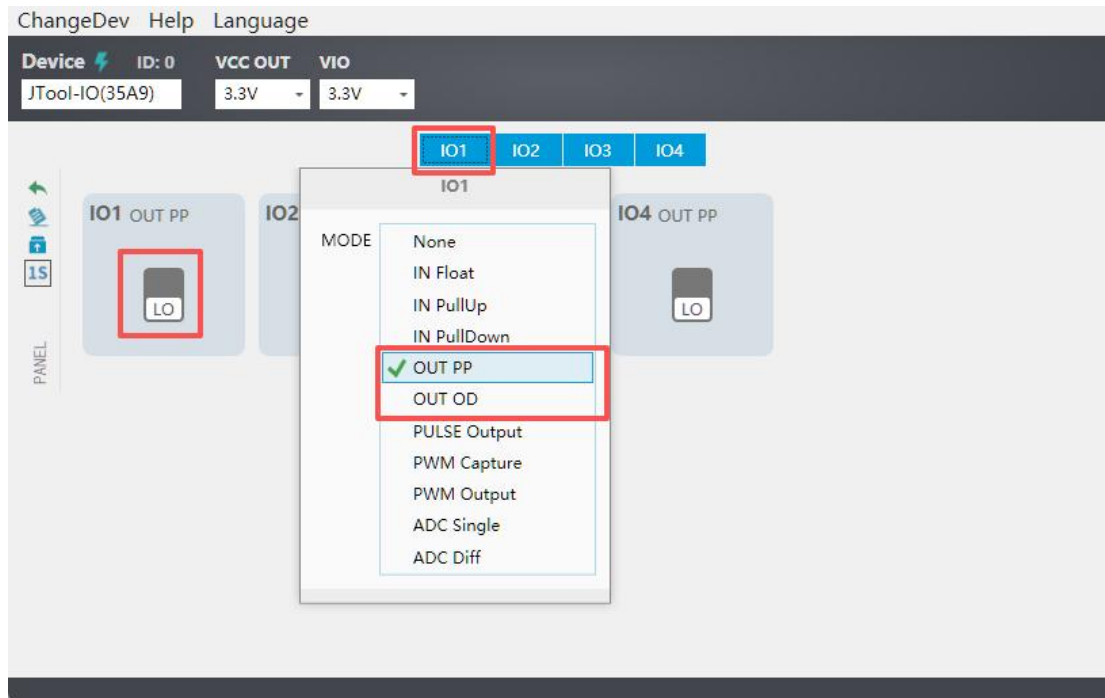 ChangeDev Help Language
Device ID: 0 VCC OUT VIO
JTool-IO(35A9) 3.3V 3.3V
IO1 IO2 IO3 IO4
IO1
IO1 OUT PP IO2 IO4 OUT PP
MODE None
IN Float
1S
IN PullUp
LO LO
IN PullDown
OUT PP
PANEL
OUT OD
PULSE Output
PWM Capture
PWM Output
ADC Single
ADC Diff